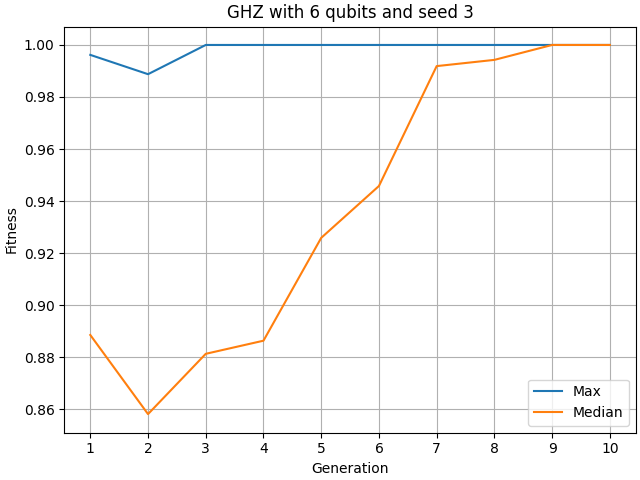 GHZ with 6 qubits and seed 3
Fitness
1.00
0.98
0.96
0.94
0.92
0.90
0.88
0.86
1 2 3 4 5 6 7 8 9 10
Generation
Max
Median